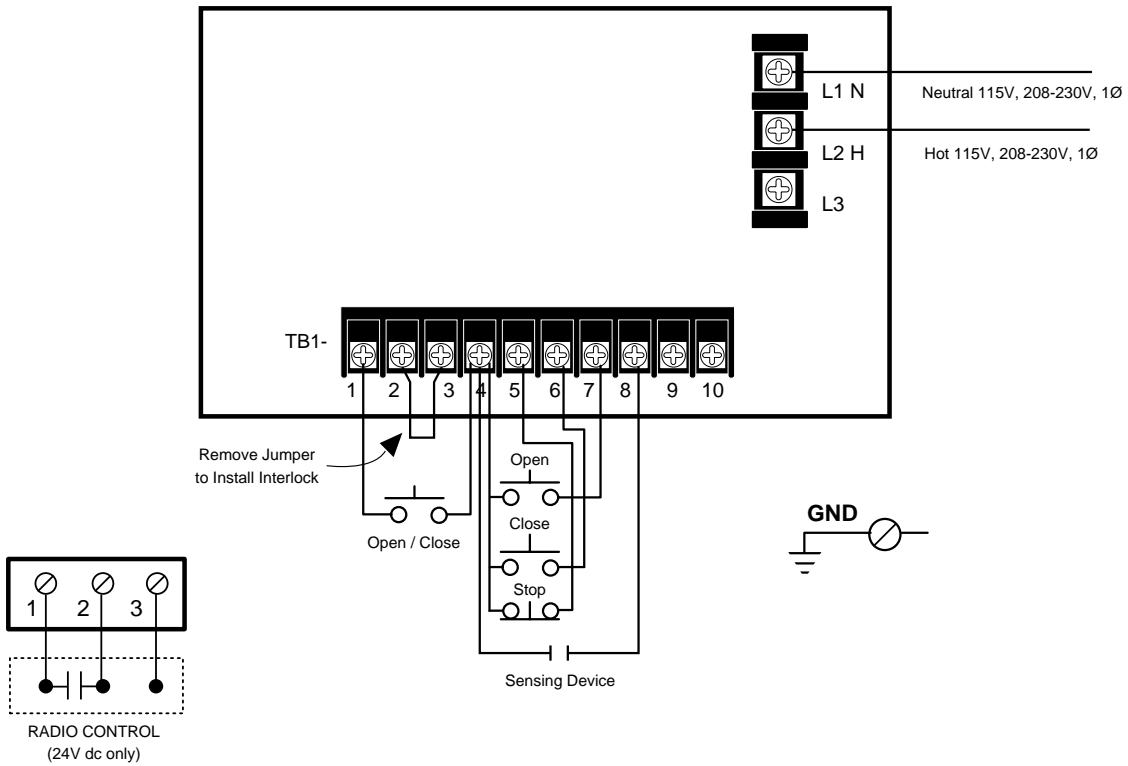 L1 N
Neutral 115V, 208-230V, 1Ø
L2 H
Hot 115V, 208-230V, 1Ø
L3
TB1-
1 2 3 4 5 6 7 8 9 10
Remove Jumper
to Install Interlock
Open / Close
Open
Close
Stop
Sensing Device
GND
1 2 3
RADIO CONTROL
(24V dc only)